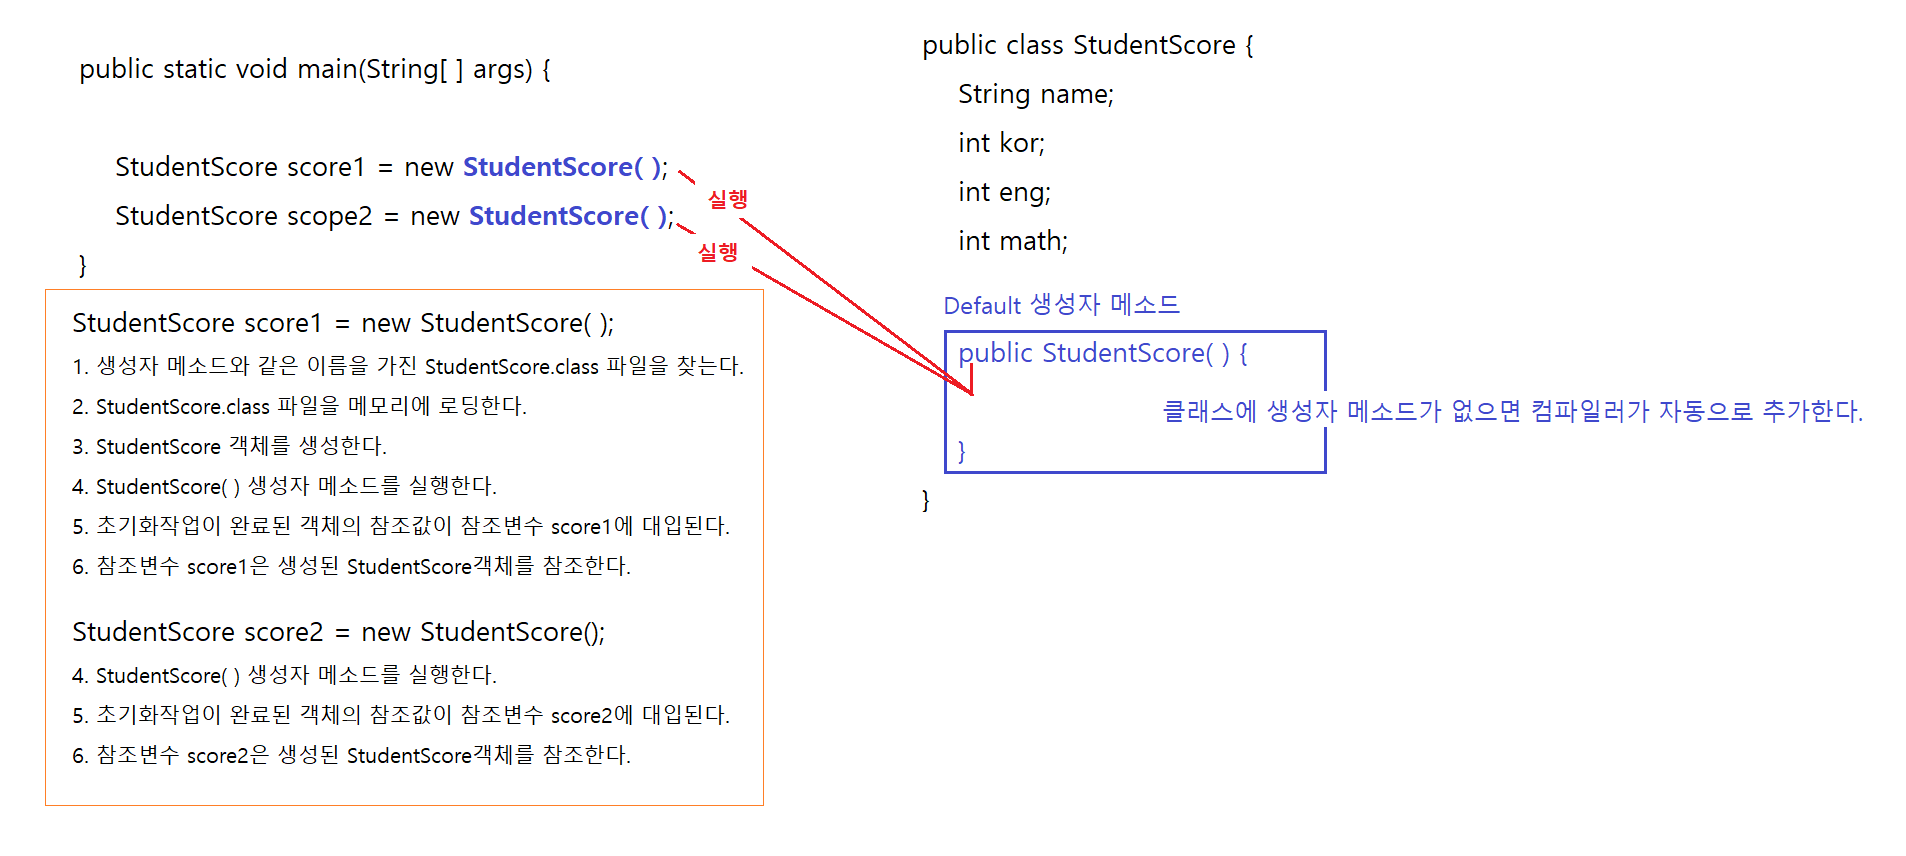 public static void main(String[ ] args) {
StudentScore score1 = new StudentScore( );
StudentScore scope2 = new StudentScore( );
}
실행
실행
StudentScore score1 = new StudentScore( );
1. 생성자 메소드와 같은 이름을 가진 StudentScore.class 파일을 찾는다.
2. StudentScore.class 파일을 메모리에 로딩한다.
3. StudentScore 객체를 생성한다.
4. StudentScore( ) 생성자 메소드를 실행한다.
5. 초기화작업이 완료된 객체의 참조값이 참조변수 score1에 대입된다.
6. 참조변수 score1은 생성된 StudentScore객체를 참조한다.
StudentScore score2 = new StudentScore();
4. StudentScore( ) 생성자 메소드를 실행한다.
5. 초기화작업이 완료된 객체의 참조값이 참조변수 score2에 대입된다.
6. 참조변수 score2은 생성된 StudentScore객체를 참조한다.
public class StudentScore {
String name;
int kor;
int eng;
int math;
Default 생성자 메소드
public StudentScore( ) {
클래스에 생성자 메소드가 없으면 컴파일러가 자동으로 추가한다.
}
}